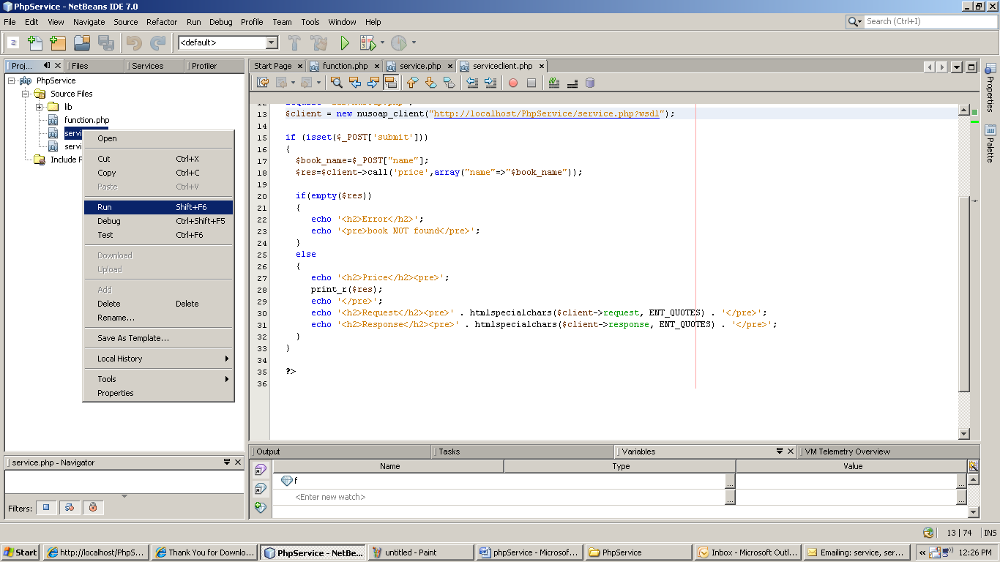 PhpService - NetBeans IDE 7.0
File Edit View Navigate Source Refactor Run Debug Profile Team Tools Window Help
Search (Ctrl+I)
<default>
Proj... Files Services Profiler
Start Page function.php service.php serviceclient.php
PhpService
Source Files
lib
function.php
servi
servi
Include F
Open
Cut Ctrl+X
Copy Ctrl+C
Paste Ctrl+V
Run Shift+F6
Debug Ctrl+Shift+F5
Test Ctrl+F6
Download
Upload
Add
Delete Delete
Rename...
Save As Template...
Local History
Tools
Properties
13 $client = new nusoap_client("http://localhost/PhpService/service.php?wsdl");
14
15 if (isset($_POST['submit']))
16 {
17 $book_name=$_POST["name"];
18 $res=$client->call('price',array("name"=>"$book_name"));
19
20 if(empty($res))
21 {
22 echo '<h2>Error</h2>';
23 echo '<pre>book NOT found</pre>';
24 }
25 else
26 {
27 echo '<h2>Price</h2><pre>';
28 print_r($res);
29 echo '</pre>';
30 echo '<h2>Request</h2><pre>' . htmlspecialchars($client->request, ENT_QUOTES) . '</pre>';
31 echo '<h2>Response</h2><pre>' . htmlspecialchars($client->response, ENT_QUOTES) . '</pre>';
32 }
33 }
34
35 ?>
36
Properties
Palette
service.php - Navigator
Filters:
Output Tasks Variables VM Telemetry Overview
Name Type Value
f ... ...
<Enter new watch> ... ...
13 | 74 INS
Start http://localhost/PhpS... Thank You for Downlo... PhpService - NetBe... untitled - Paint phpService - Microsof... PhpService Inbox - Microsoft Outl... Emailing: service, ser... « 12:26 PM